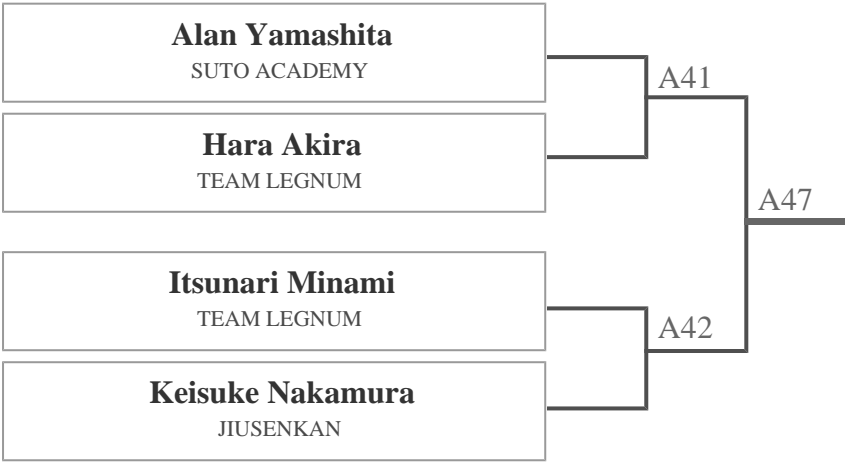 Alan Yamashita
SUTO ACADEMY
A41
Hara Akira
TEAM LEGNUM
A47
Itsunari Minami
TEAM LEGNUM
A42
Keisuke Nakamura
JIUSENKAN